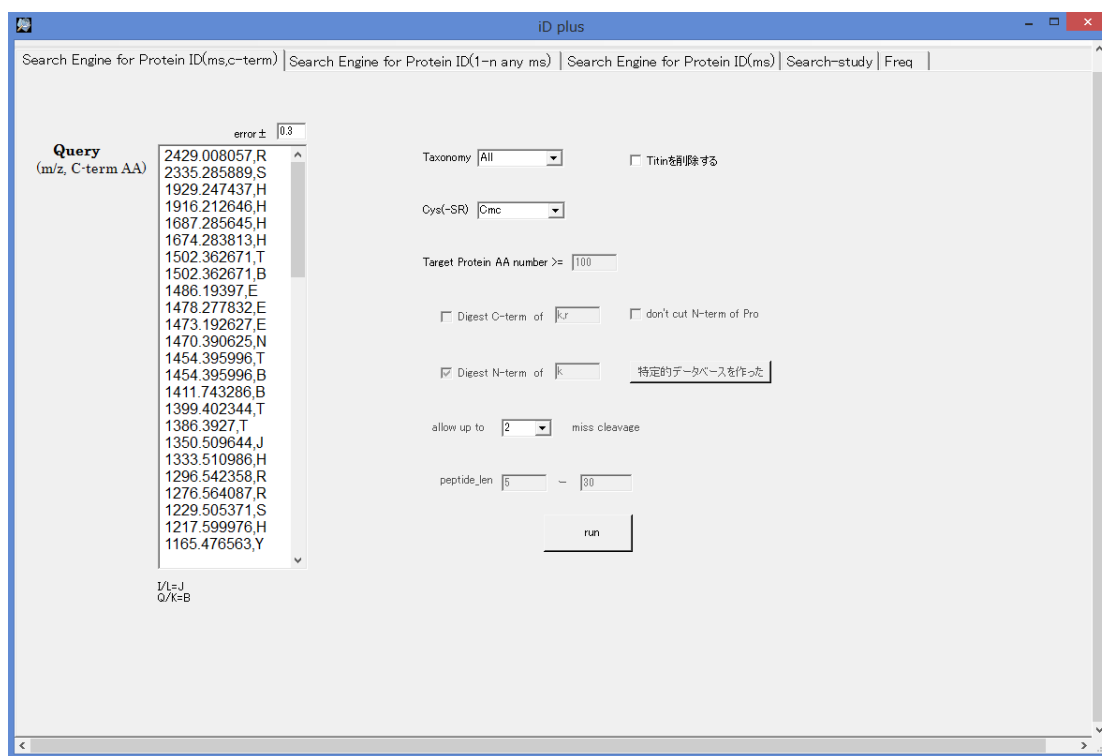 iD plus
Search Engine for Protein ID(ms,c-term) Search Engine for Protein ID(1-n any ms) Search Engine for Protein ID(ms) Search-study Freq
error± 0.3
Query
(m/z, C-term AA)
2429.008057,R
2335.285889,S
1929.247437,H
1916.212646,H
1687.285645,H
1674.283813,H
1502.362671,T
1502.362671,B
1486.19397,E
1478.277832,E
1473.192627,E
1470.390625,N
1454.395996,T
1454.395996,B
1411.743286,B
1399.402344,T
1386.3927,T
1350.509644,J
1333.510986,H
1296.542358,R
1276.564087,R
1229.505371,S
1217.599976,H
1165.476563,Y
I/L=J
Q/K=B
Taxonomy All Titinを削除する
Cys(-SR) Cmc
Target Protein AA number >= 100
Digest C-term of k,r don't cut N-term of Pro
Digest N-term of k 特定的データベースを作った
allow up to 2 miss cleavage
peptide_len 5 – 30
run